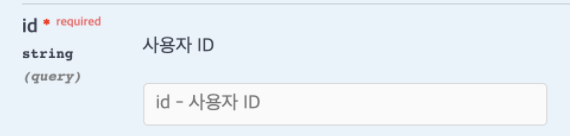 id * required
string
(query)
사용자 ID
id - 사용자 ID